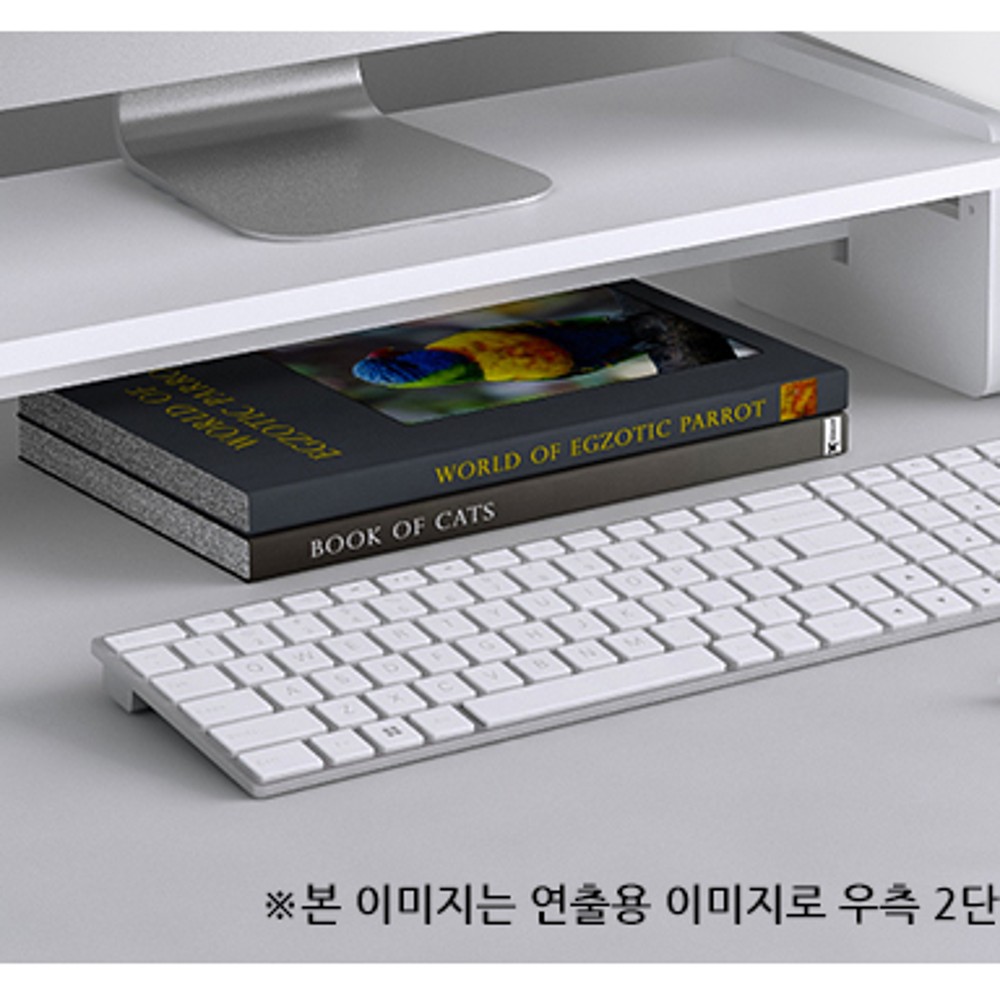 WORLD OF
EGZOTIC PARROT
WORLD OF EGZOTIC PARROT
BOOK OF CATS
Q W E R T Y U I O P
A S D F G H J K L
Z X C V B N M
※본 이미지는 연출용 이미지로 우측 2단